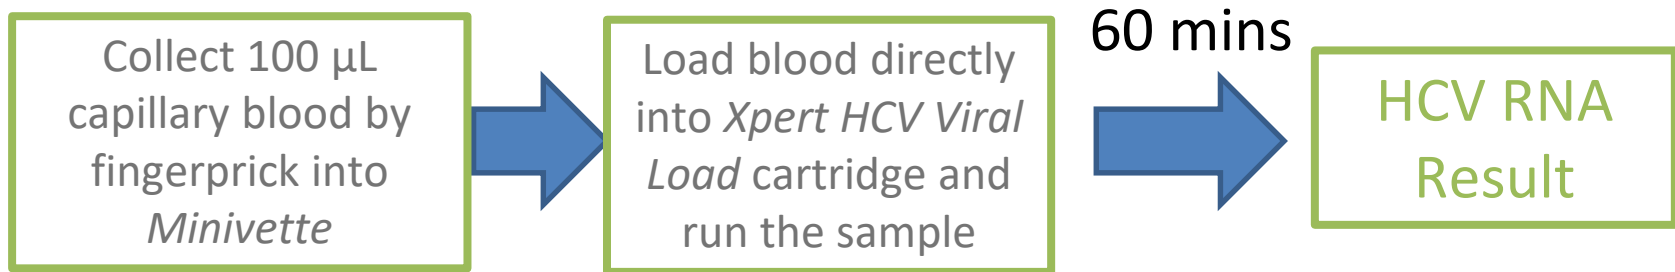 Collect 100 µL
capillary blood by
fingerprick into
Minivette
Load blood directly
into Xpert HCV Viral
Load cartridge and
run the sample
60 mins
HCV RNA
Result